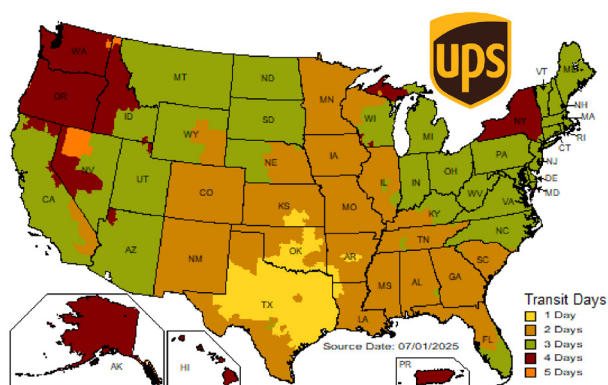 ups
WA
OR
ID
MT
ND
SD
WY
NE
MN
WI
MI
IA
IL
IN
OH
PA
NY
VT
ME
NH
MA
RI
CT
NJ
DE
MD
CA
NV
UT
CO
KS
MO
KY
WV
VA
NC
TN
SC
AZ
NM
OK
AR
TX
LA
MS
AL
GA
FL
AK
HI
PR
Source Date: 07/01/2025
Transit Days
1 Day
2 Days
3 Days
4 Days
5 Days